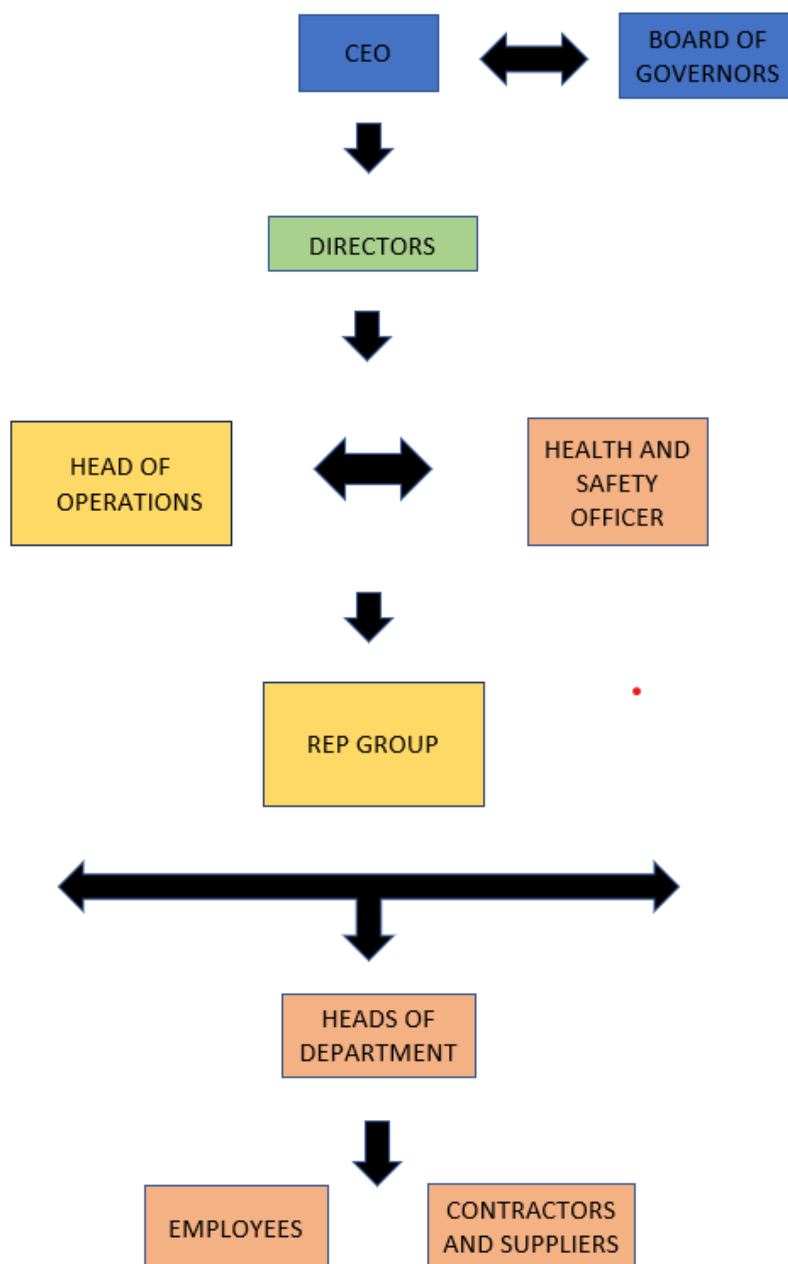 CEO
BOARD OF
GOVERNORS
DIRECTORS
HEAD OF
OPERATIONS
HEALTH AND
SAFETY
OFFICER
REP GROUP
HEADS OF
DEPARTMENT
EMPLOYEES
CONTRACTORS
AND SUPPLIERS